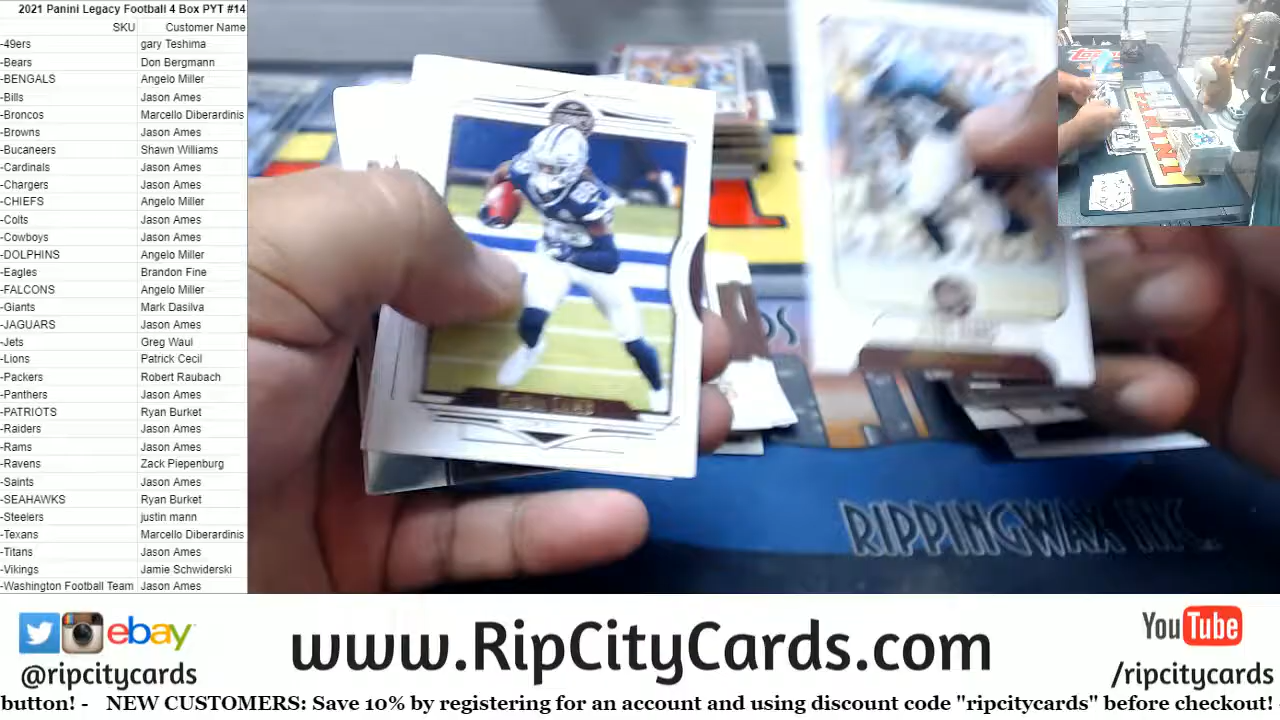 2021 Panini Legacy Football 4 Box PYT #14
SKU Customer Name
-49ers gary Teshima
-Bears Don Bergmann
-BENGALS Angelo Miller
-Bills Jason Ames
-Broncos Marcello Diberardinis
-Browns Jason Ames
-Bucaneers Shawn Williams
-Cardinals Jason Ames
-Chargers Jason Ames
-CHIEFS Angelo Miller
-Colts Jason Ames
-Cowboys Jason Ames
-DOLPHINS Angelo Miller
-Eagles Brandon Fine
-FALCONS Angelo Miller
-Giants Mark Dasilva
-JAGUARS Jason Ames
-Jets Greg Waul
-Lions Patrick Cecil
-Packers Robert Raubach
-Panthers Jason Ames
-PATRIOTS Ryan Burket
-Raiders Jason Ames
-Rams Jason Ames
-Ravens Zack Piepenburg
-Saints Jason Ames
-SEAHAWKS Ryan Burket
-Steelers justin mann
-Texans Marcello Diberardinis
-Titans Jason Ames
-Vikings Jamie Schwiderski
-Washington Football Team Jason Ames
RIPPINGWAX INC
ebay
@ripcitycards
www.RipCityCards.com
YouTube
/ripcitycards
button! - NEW CUSTOMERS: Save 10% by registering for an account and using discount code "ripcitycards" before checkout!